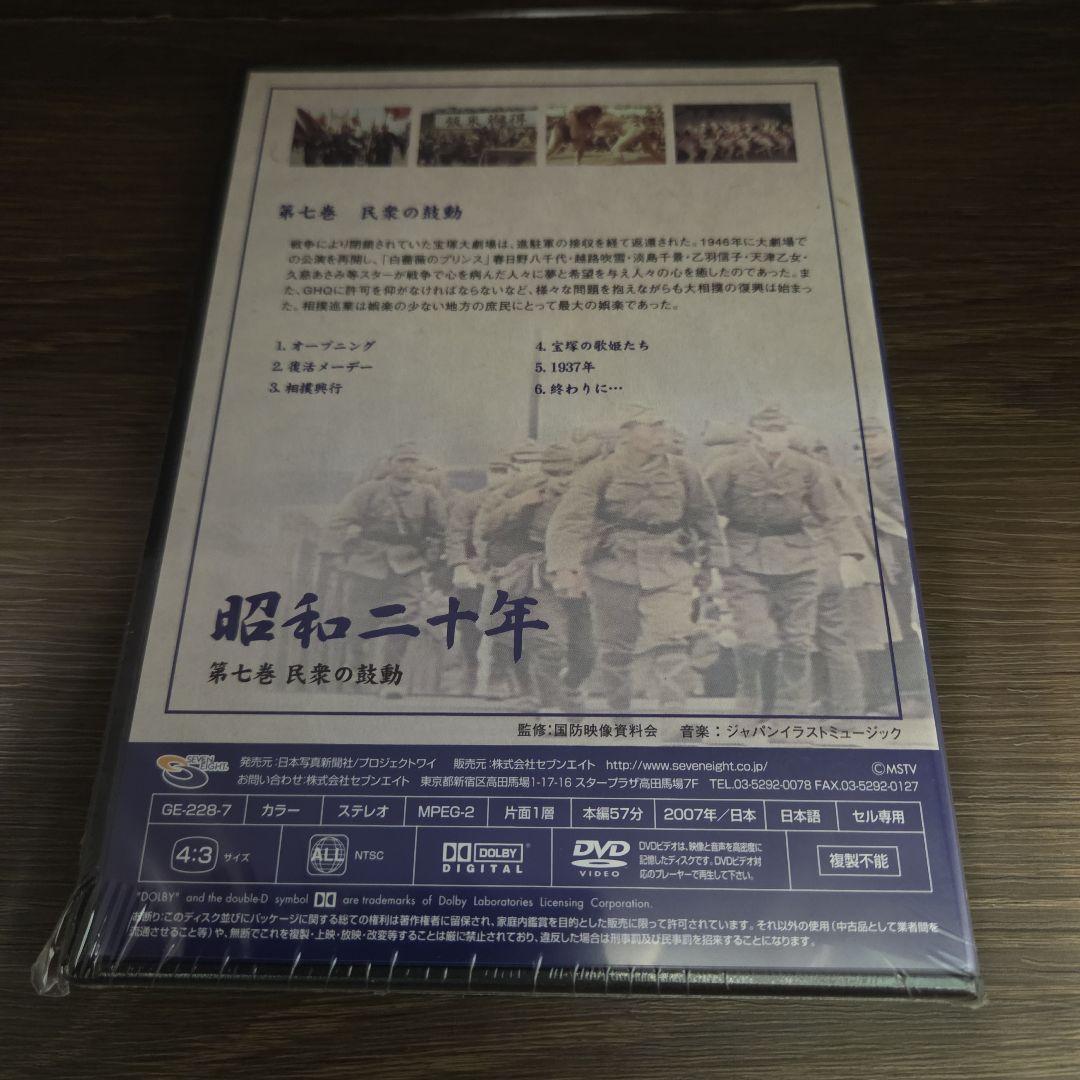 飯米獲得
第七巻 民衆の鼓動
戦争により閉鎖されていた宝塚大劇場は、進駐軍の接収を経て返還された。1946年に大劇場で
の公演を再開し、「白薔薇のプリンス」春日野八千代・越路吹雪・淡島千景・乙羽信子・天津乙女・
久慈あさみ等スターが戦争で心を病んだ人々に夢と希望を与え人々の心を癒したのであった。ま
た、GHQに許可を仰がなければならないなど、様々な問題を抱えながらも大相撲の復興は始まっ
た。相撲巡業は娯楽の少ない地方の庶民にとって最大の娯楽であった。
1. オープニング
2. 復活メーデー
3. 相撲興行
4. 宝塚の歌姫たち
5. 1937年
6. 終わりに…
昭和二十年
第七巻 民衆の鼓動
監修：国防映像資料会 音楽：ジャパンイラストミュージック
SEVEN EIGHT
発売元：日本写真新聞社/プロジェクトワイ 販売元：株式会社セブンエイト http://www.seveneight.co.jp/ ©MSTV
お問い合わせ：株式会社セブンエイト 東京都新宿区高田馬場1-17-16 スタープラザ高田馬場7F TEL.03-5292-0078 FAX.03-5292-0127
GE-228-7 カラー ステレオ MPEG-2 片面1層 本編57分 2007年/日本 日本語 セル専用
4:3 サイズ ALL NTSC DOLBY DIGITAL DVD VIDEO
DVDビデオは、映像と音声を高密度に
記憶したディスクです。DVDビデオ対
応のプレーヤーで再生して下さい。
複製不能
"DOLBY" and the double-D symbol are trademarks of Dolby Laboratories Licensing Corporation.
お断り：このディスク並びにパッケージに関する総ての権利は著作権者に留保され、家庭内鑑賞を目的とした販売に限って許可されています。それ以外の使用（中古品として業者間を
流通させること等）や、無断でこれを複製・上映・放映・改変等することは厳に禁止されており、違反した場合は刑事罰及び民事罰を招来することになります。